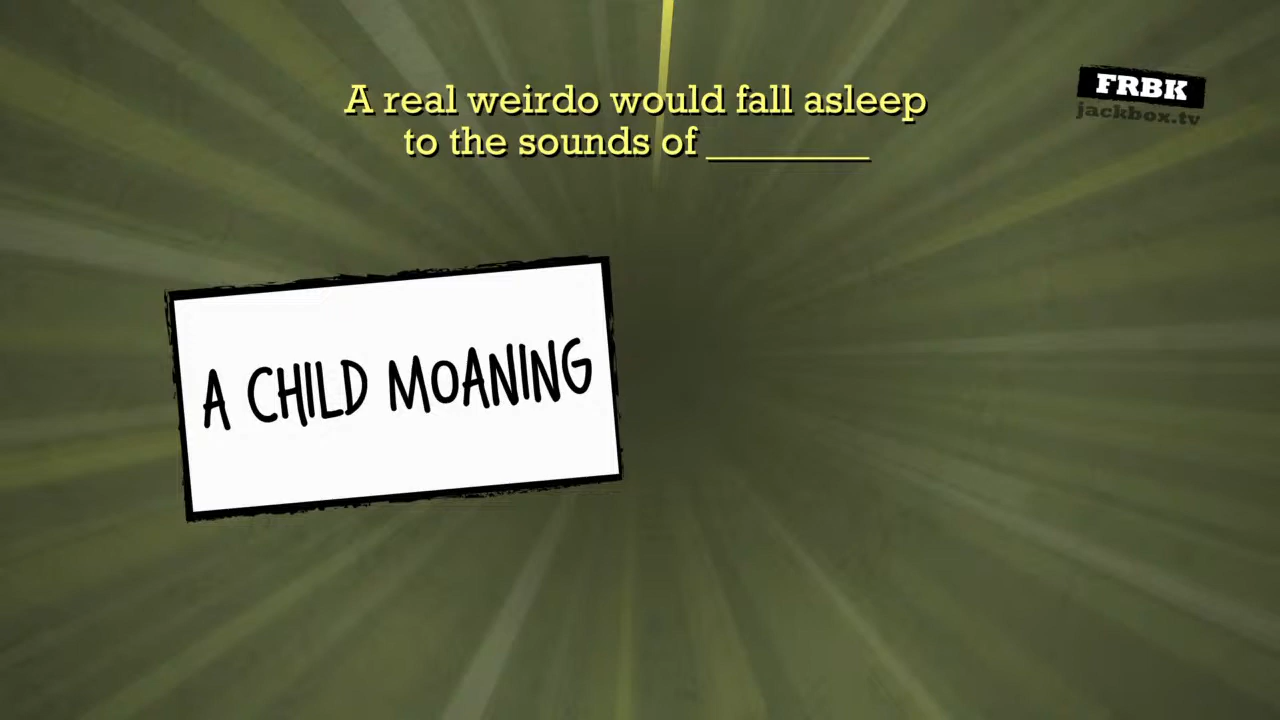 A real weirdo would fall asleep
to the sounds of ________
FRBK
jackbox.tv
A CHILD MOANING